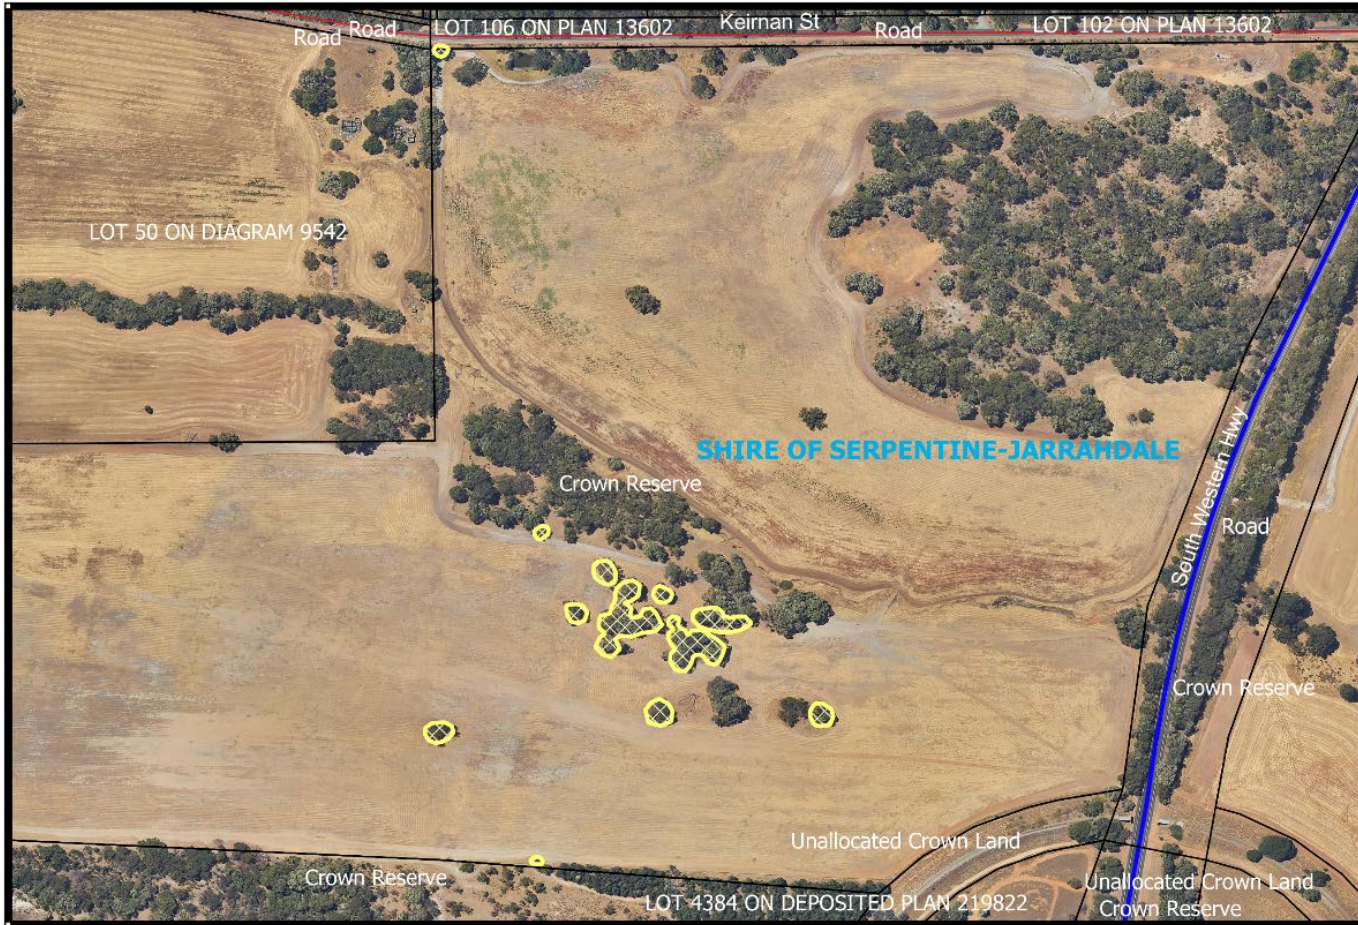 LOT 106 ON PLAN 13602
Keirnan St
LOT 102 ON PLAN 13602
Road
Road
Road
LOT 50 ON DIAGRAM 9542
SHIRE OF SERPENTINE-JARRAHDALE
Crown Reserve
South Western Hwy
Road
Crown Reserve
Unallocated Crown Land
Crown Reserve
Unallocated Crown Land
LOT 4384 ON DEPOSITED PLAN 219822
Crown Reserve